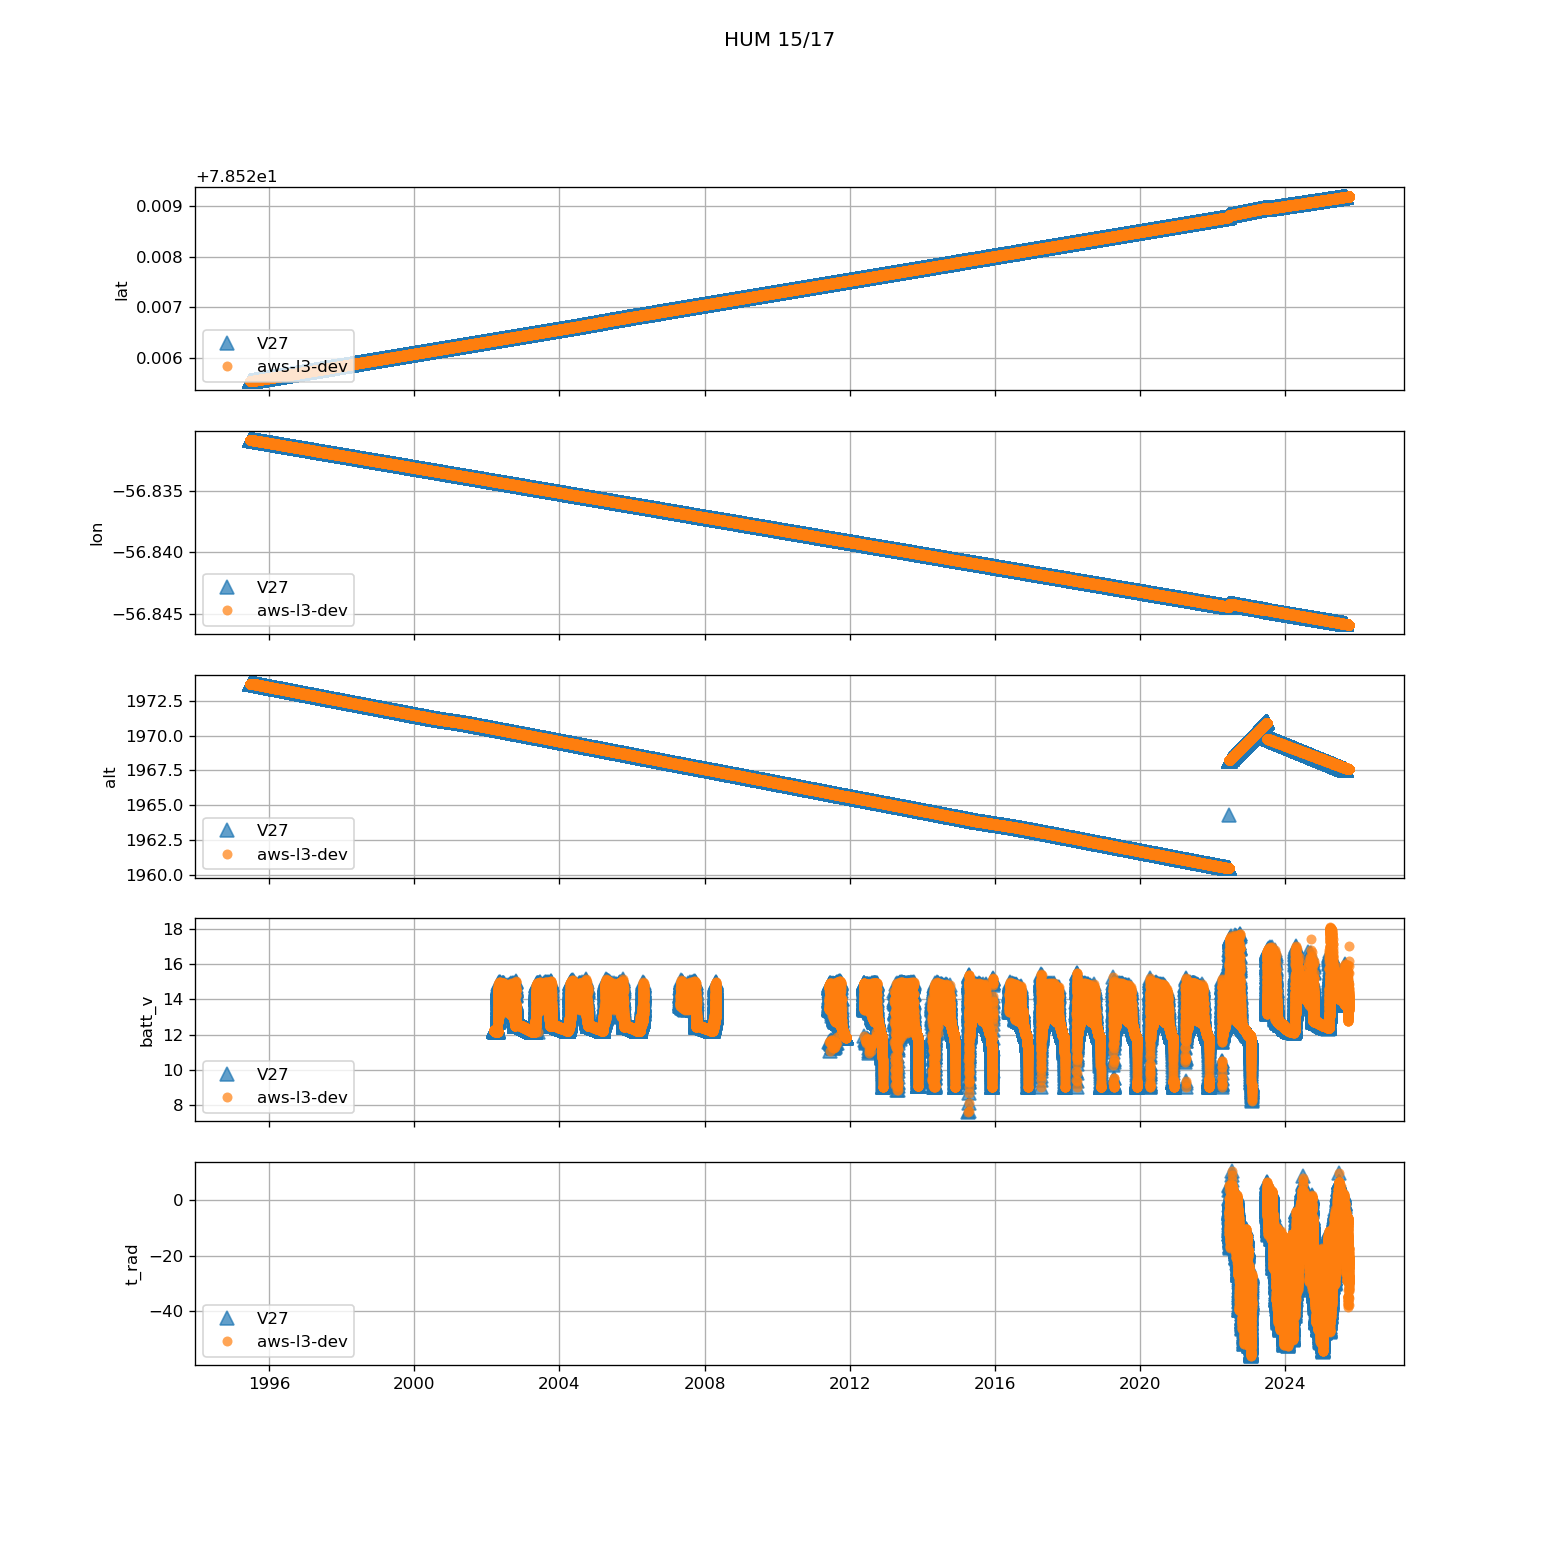 HUM 15/17
+7.852e1
0.009
0.008
0.007
0.006
lat
V27
aws-l3-dev
−56.835
−56.840
−56.845
lon
V27
aws-l3-dev
1972.5
1970.0
1967.5
1965.0
1962.5
1960.0
alt
V27
aws-l3-dev
18
16
14
12
10
8
batt_v
V27
aws-l3-dev
0
−20
−40
t_rad
V27
aws-l3-dev
1996 2000 2004 2008 2012 2016 2020 2024